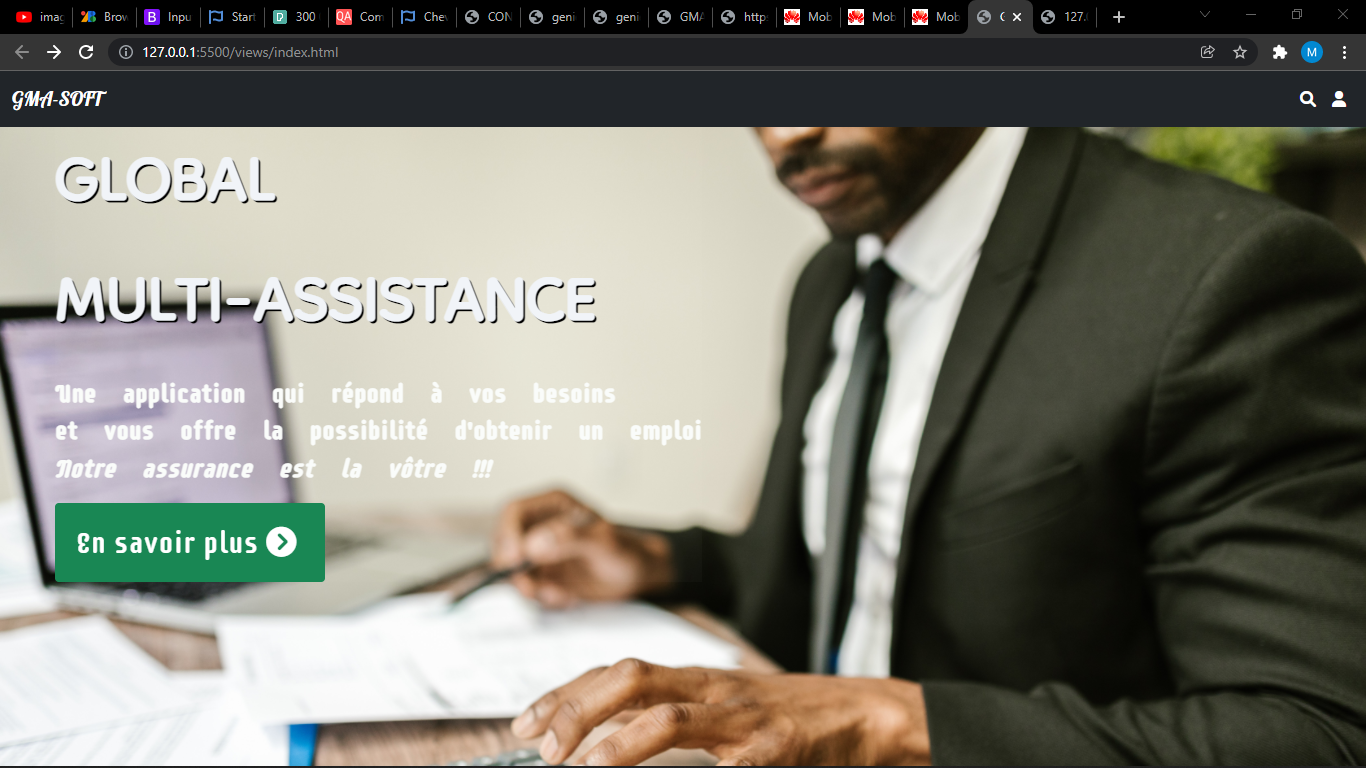 imag
Brow
Inpu
Start
300
Com
Chev
CON
geni
geni
GMA
http
Mob
Mob
Mob
127.
127.0.0.1:5500/views/index.html
M
GMA-SOFT
GLOBAL
MULTI-ASSISTANCE
Une application qui répond à vos besoins
et vous offre la possibilité d'obtenir un emploi
Notre assurance est la vôtre !!!
En savoir plus